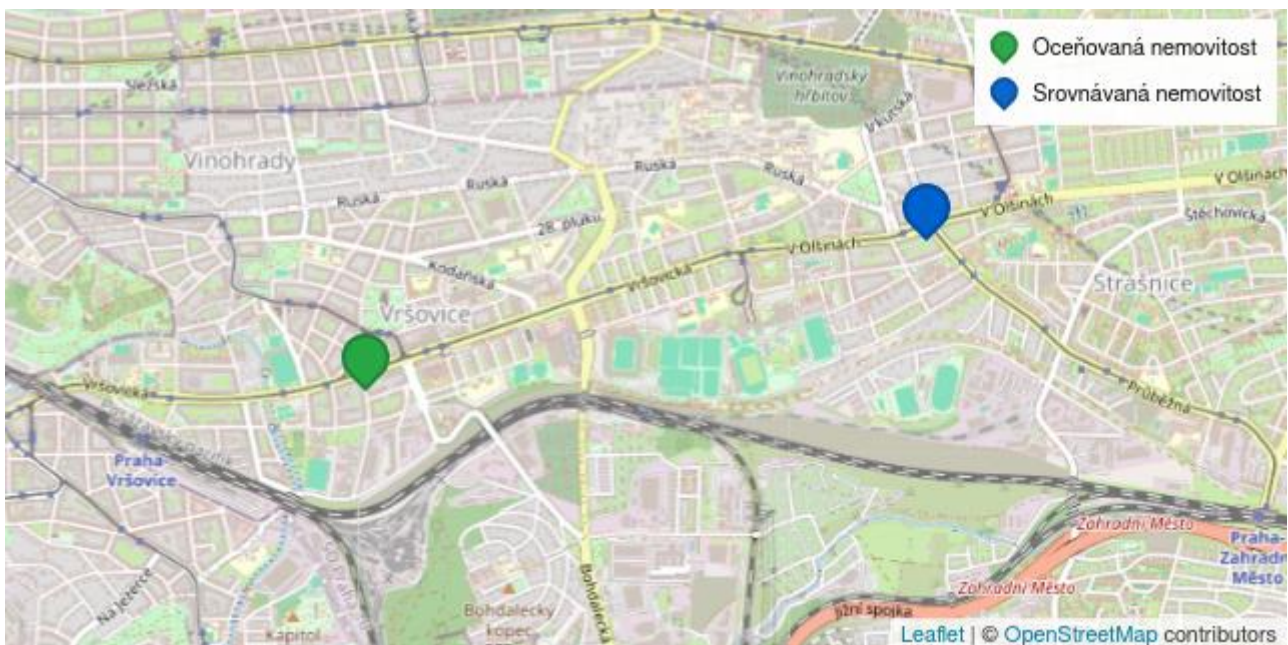 Oceňovaná nemovitost
Srovnávaná nemovitost
Slezská
Vinohradský
hřbitov
Irkutská
Vinohrady
Ruská
Ruská
Ruská
Ruská
V Olšinách
V Olšinách
V Olšinách
Štěchovická
28. pluku
Kodaňská
Vršovická
Strašnice
Vršovice
Vršovická
Průběžná
Praha-
Vršovice
Zahradní Město
Praha-
Zahradní
Město
Zahradní Město
Na Jezerce
Bohdalecká
Bohdalecký
kopec
Kapitol
Jižní spojka
Leaflet | © OpenStreetMap contributors